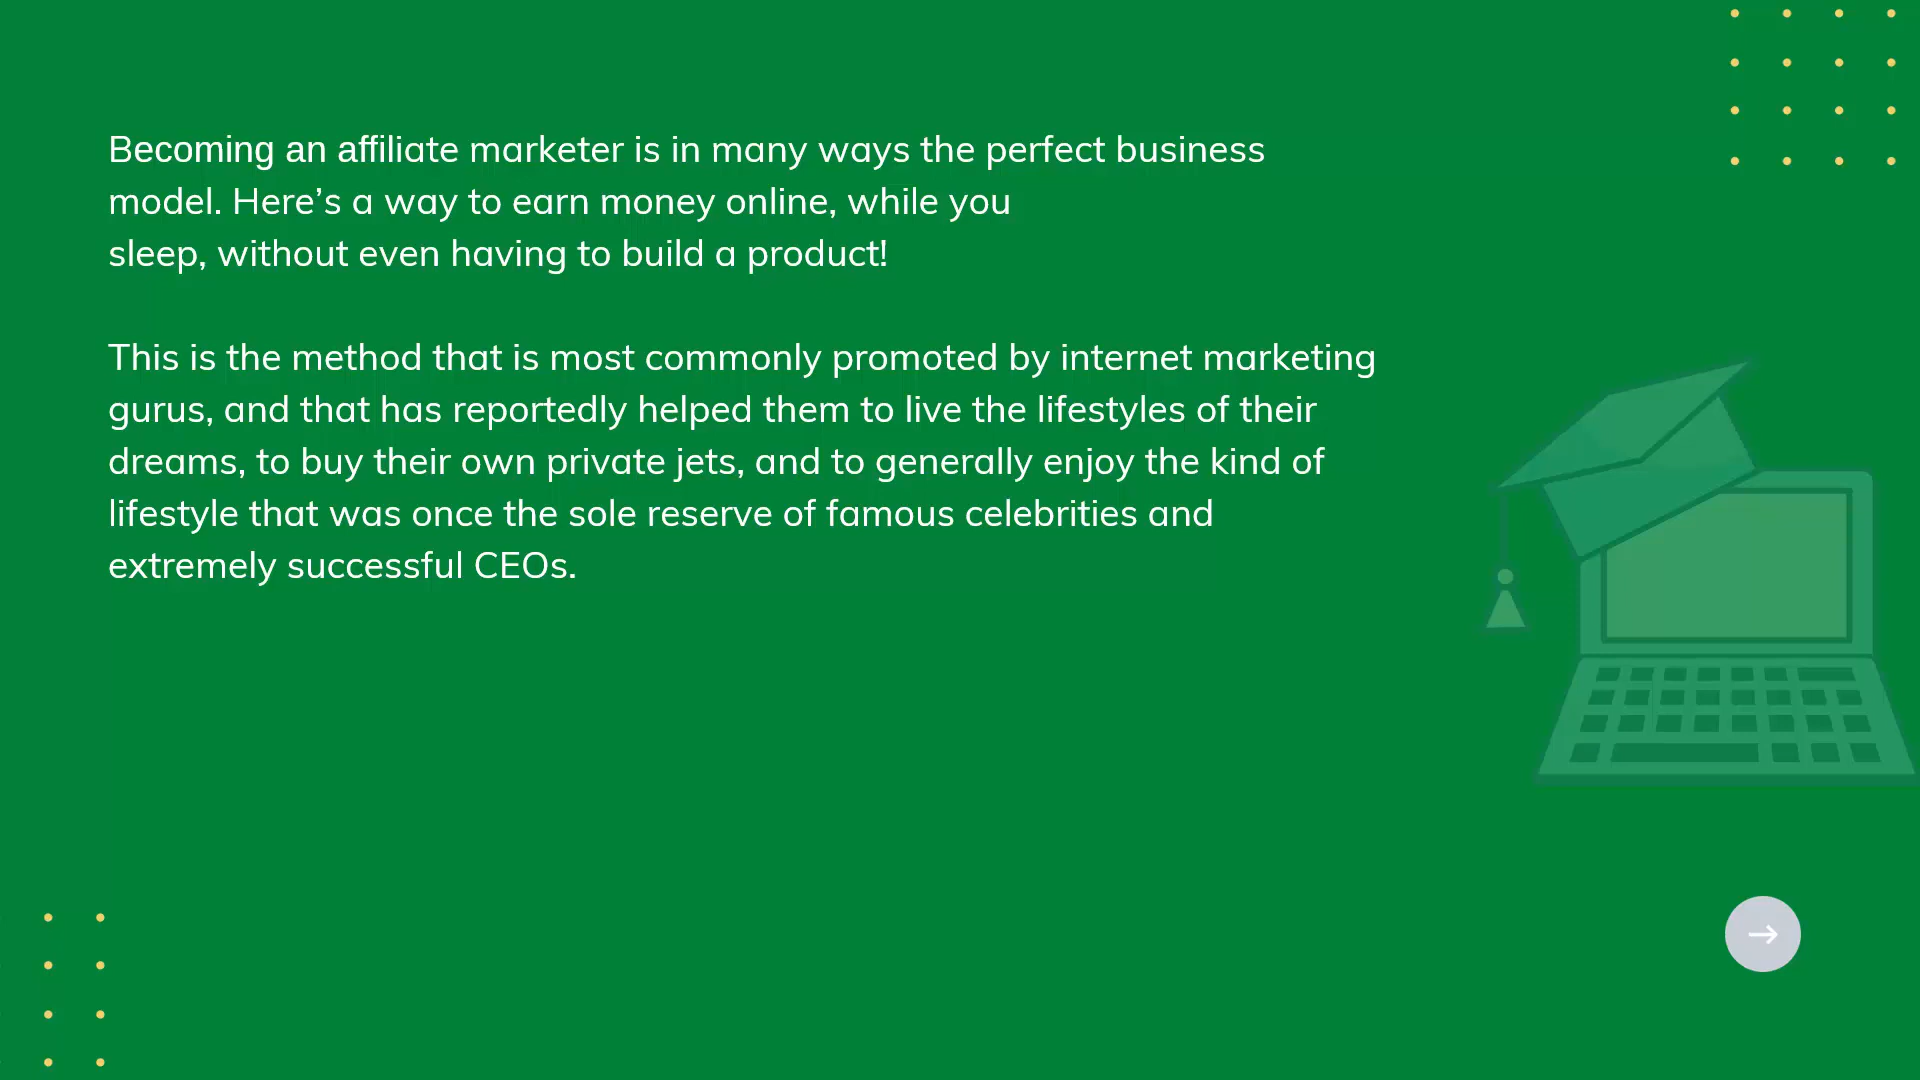 Becoming an affiliate marketer is in many ways the perfect business
model. Here’s a way to earn money online, while you
sleep, without even having to build a product!
This is the method that is most commonly promoted by internet marketing
gurus, and that has reportedly helped them to live the lifestyles of their
dreams, to buy their own private jets, and to generally enjoy the kind of
lifestyle that was once the sole reserve of famous celebrities and
extremely successful CEOs.